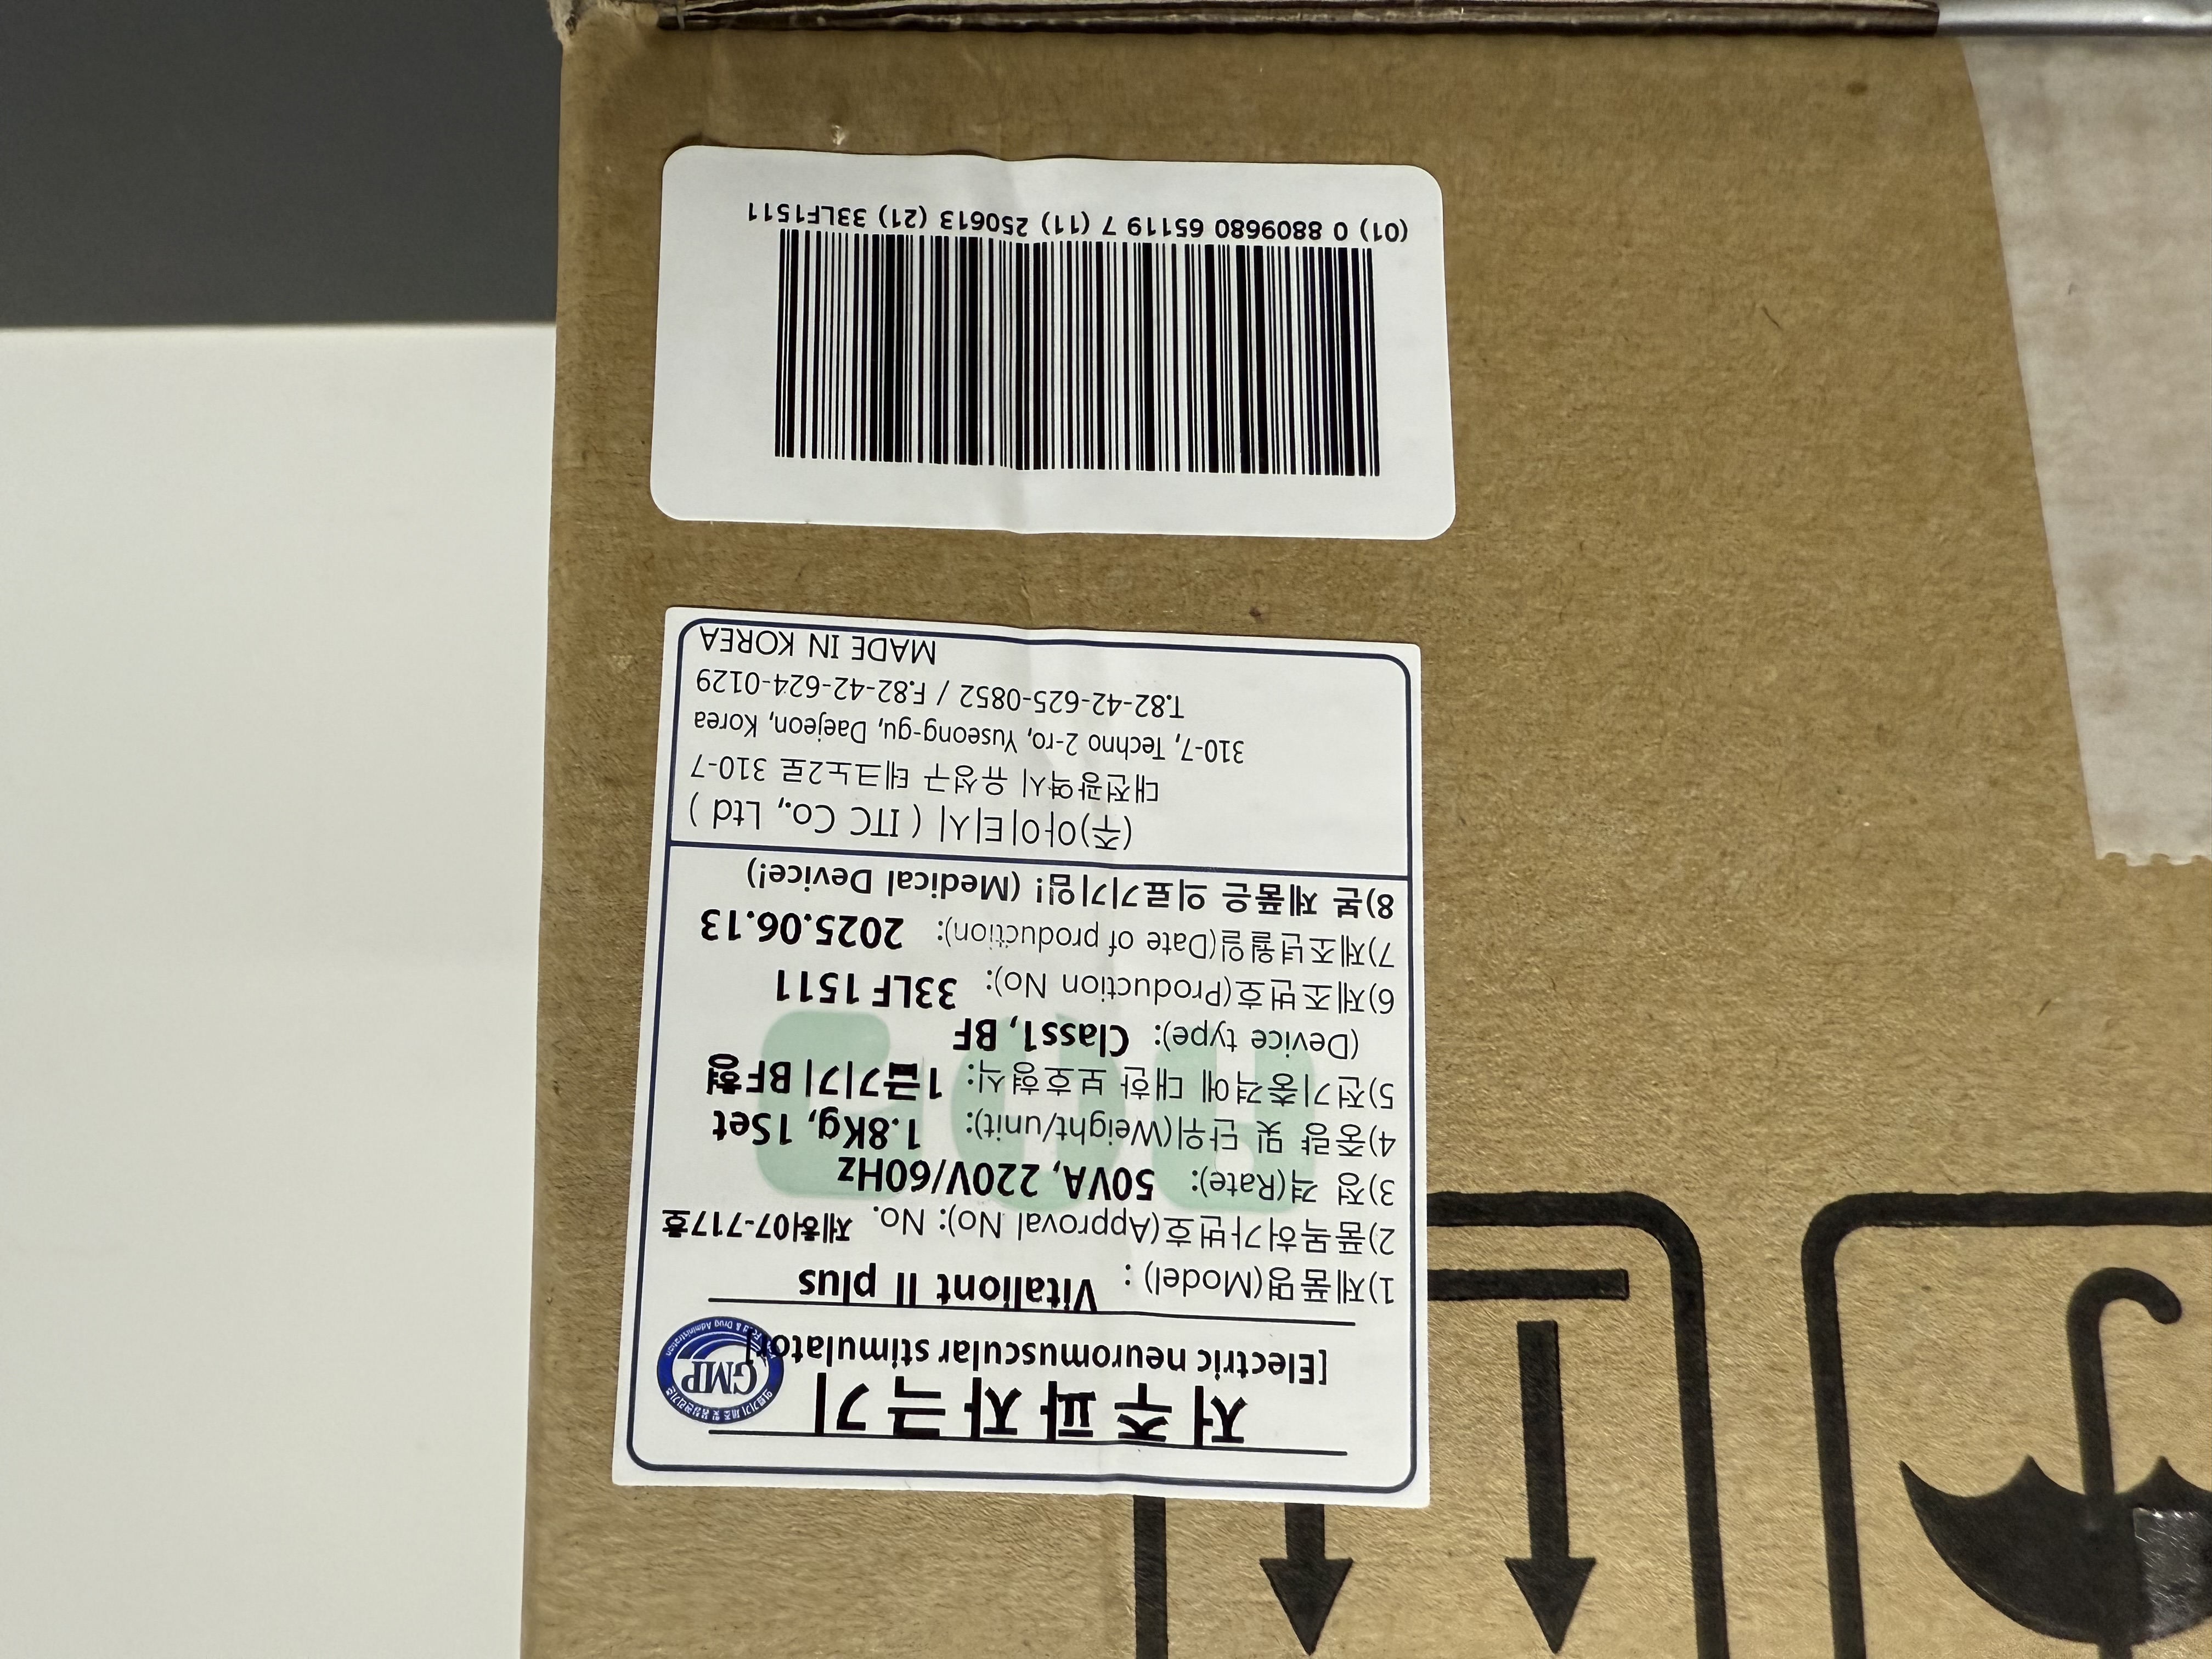 저주파자극기
[Electric neuromuscular stimulator]
GMP
1)제품명(Model) : Vitaliont II plus
2)품목허가번호(Approval No): No. 제허07-717호
3)정 격(Rate): 50VA, 220V/60Hz
4)중량 및 단위(Weight/unit): 1.8Kg, 1Set
5)전기충격에 대한 보호형식: 1급기기 BF형
(Device type): Class1, BF
6)제조번호(Production No): 33LF1511
7)제조년월일(Date of production): 2025.06.13
8)본 제품은 의료기기임! (Medical Device!)
(주)아이티시 ( ITC Co., Ltd )
대전광역시 유성구 테크노2로 310-7
310-7, Techno 2-ro, Yuseong-gu, Daejeon, Korea
T.82-42-625-0852 / F.82-42-624-0129
MADE IN KOREA
(01) 0 8809680 65119 7 (11) 250613 (21) 33LF1511